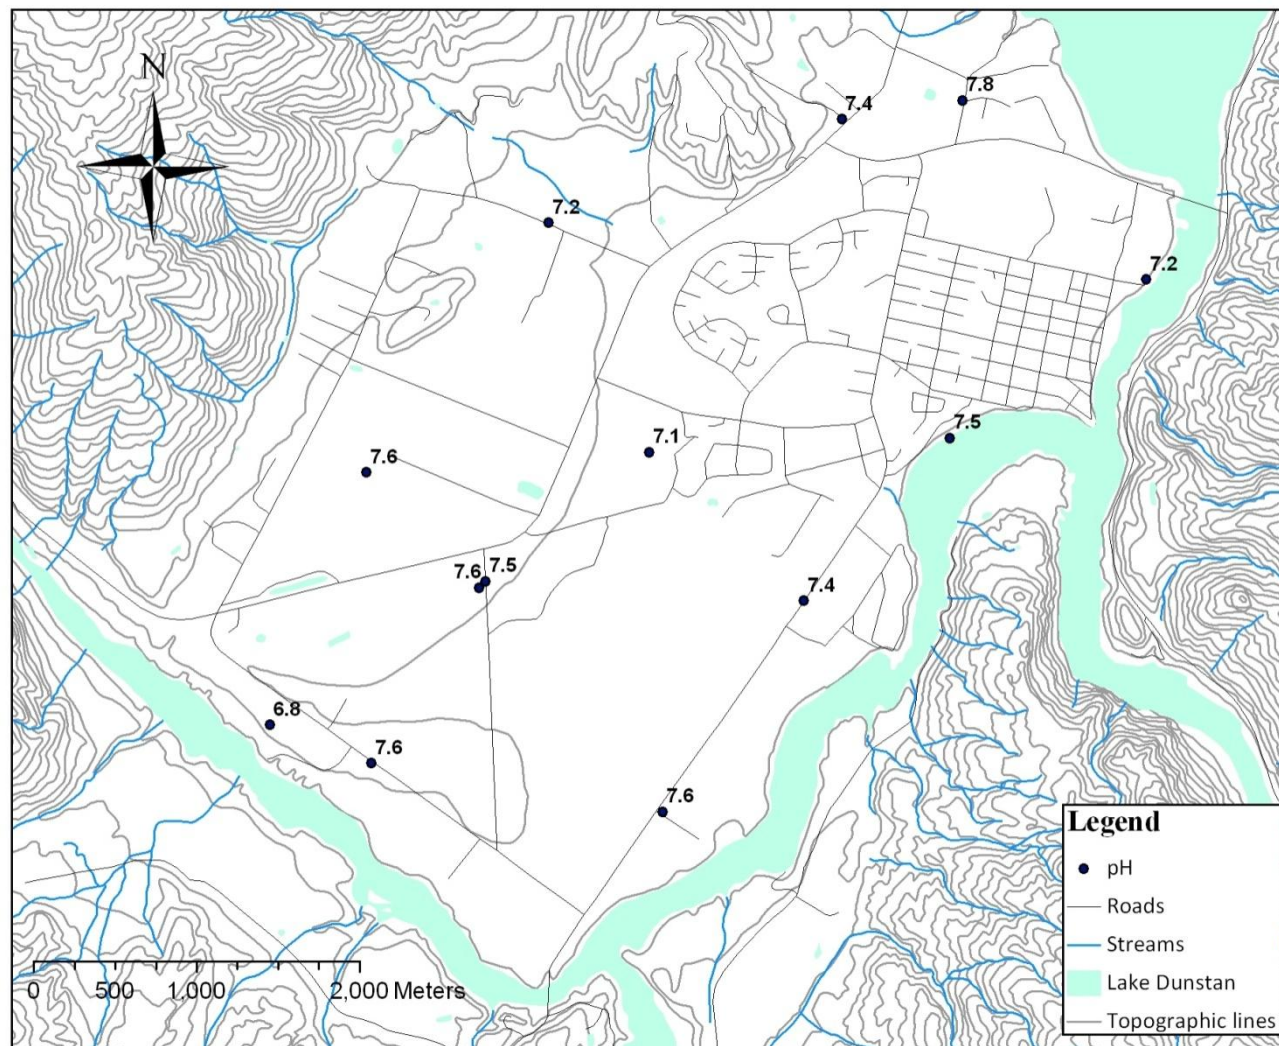 N
7.8
7.4
7.2
7.2
7.5
7.1
7.6
7.5
7.6
7.4
6.8
7.6
7.6
Legend
pH
Roads
Streams
Lake Dunstan
Topographic lines
0 500 1,000 2,000 Meters